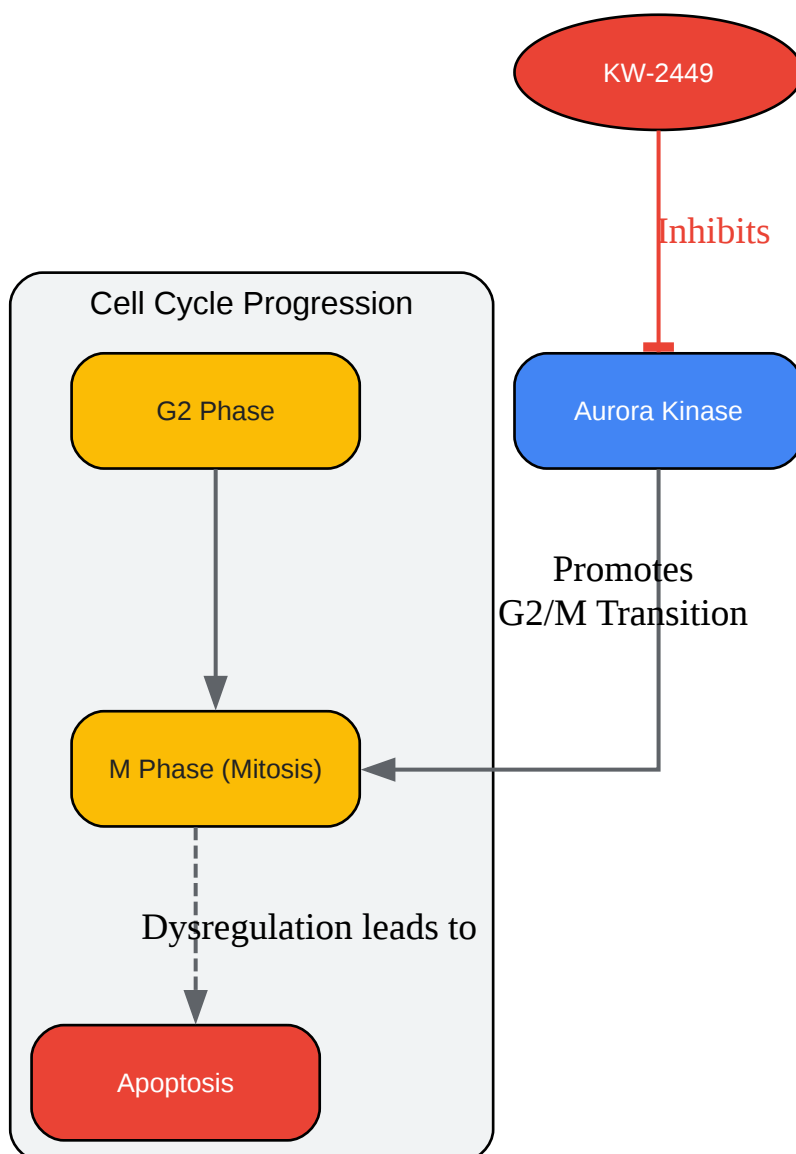 KW-2449
Inhibits
Cell Cycle Progression
G2 Phase
Aurora Kinase
Promotes
G2/M Transition
M Phase (Mitosis)
Dysregulation leads to
Apoptosis